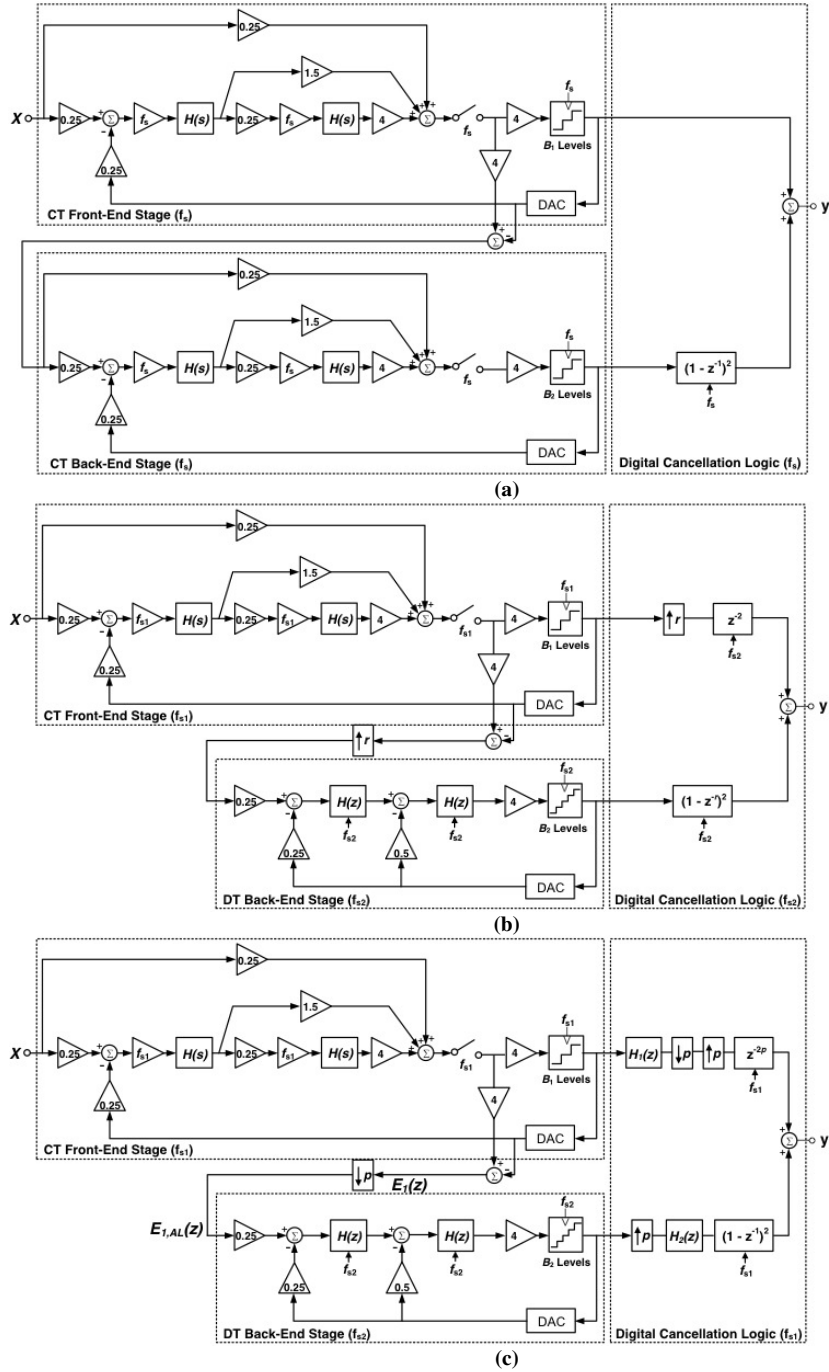 0.25
1.5
f_s
X 0.25 Σ f_s H(s) 0.25 f_s H(s) 4 Σ f_s 4
B_1 Levels
4
0.25
DAC
CT Front-End Stage (f_s)
Σ
Σ y
0.25
1.5
f_s
0.25 Σ f_s H(s) 0.25 f_s H(s) 4 Σ f_s 4
(1 - z^-1)^2
B_2 Levels
f_s
0.25
DAC
CT Back-End Stage (f_s)
Digital Cancellation Logic (f_s)
(a)
0.25
1.5
f_s1
X 0.25 Σ f_s1 H(s) 0.25 f_s1 H(s) 4 Σ f_s1 4
↑ r z^-2
B_1 Levels
f_s2
4
0.25
DAC
CT Front-End Stage (f_s1)
Σ
↑ r
Σ y
f_s2
0.25 Σ H(z) Σ H(z) 4
(1 - z^-r)^2
B_2 Levels
f_s2 f_s2 f_s2
0.25 0.5
DAC
DT Back-End Stage (f_s2)
Digital Cancellation Logic (f_s2)
(b)
0.25
1.5
f_s1
X 0.25 Σ f_s1 H(s) 0.25 f_s1 H(s) 4 Σ f_s1 4
H_1(z) ↓p ↑p z^-2p
B_1 Levels
f_s1
4
0.25
DAC
CT Front-End Stage (f_s1)
↓ p E_1(z) Σ
Σ y
f_s2
E_1,AL(z) 0.25 Σ H(z) Σ H(z) 4
↑p H_2(z) (1 - z^-1)^2
B_2 Levels
f_s2 f_s2 f_s1
0.25 0.5
DAC
DT Back-End Stage (f_s2)
Digital Cancellation Logic (f_s1)
(c)